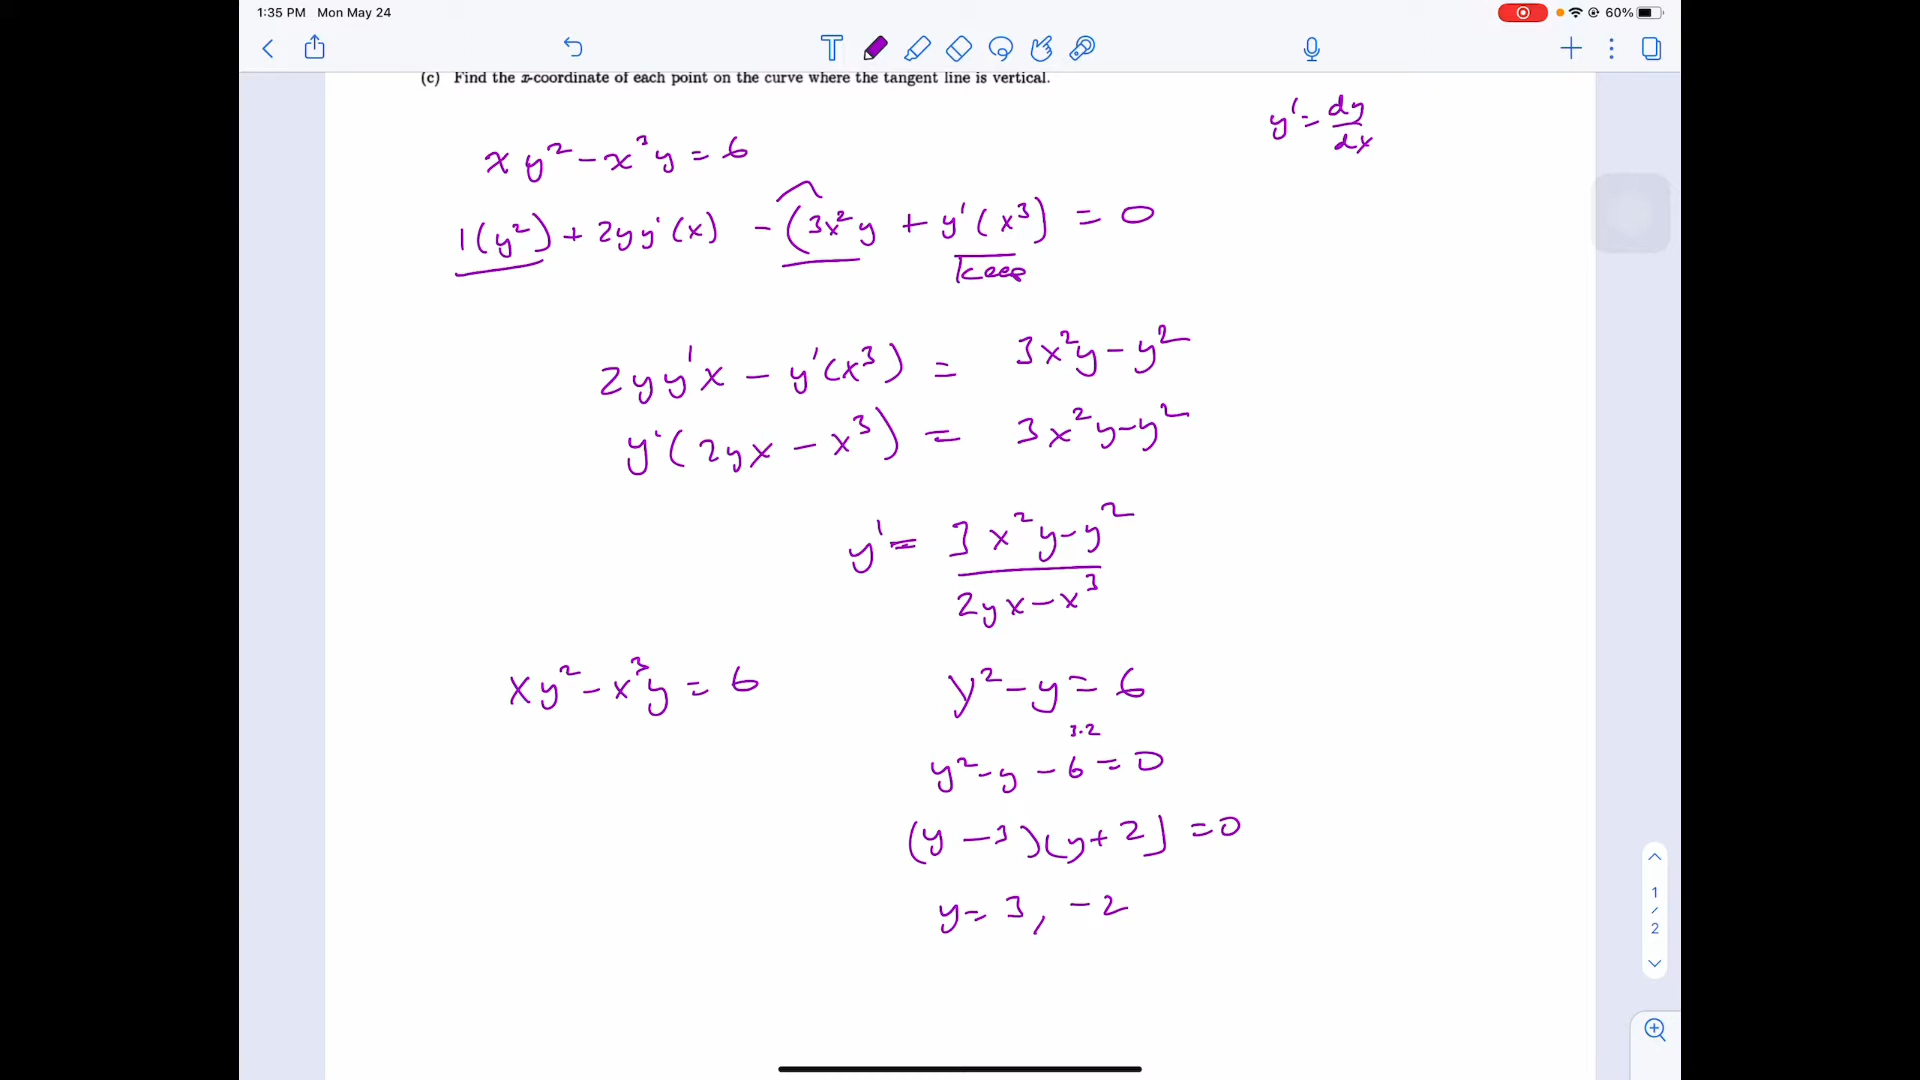 1:35 PM Mon May 24
60%
(c) Find the x-coordinate of each point on the curve where the tangent line is vertical.
y' = dy/dx
xy² - x³y = 6
1(y²) + 2yy'(x) - (3x²y + y'(x³)) = 0
keep
2yy'x - y'(x³) = 3x²y - y²
y'(2yx - x³) = 3x²y - y²
y' = 3x²y - y²
2yx - x³
xy² - x³y = 6
y² - y = 6
3·2
y² - y - 6 = 0
(y - 3)(y + 2] = 0
y = 3, -2
1
/
2